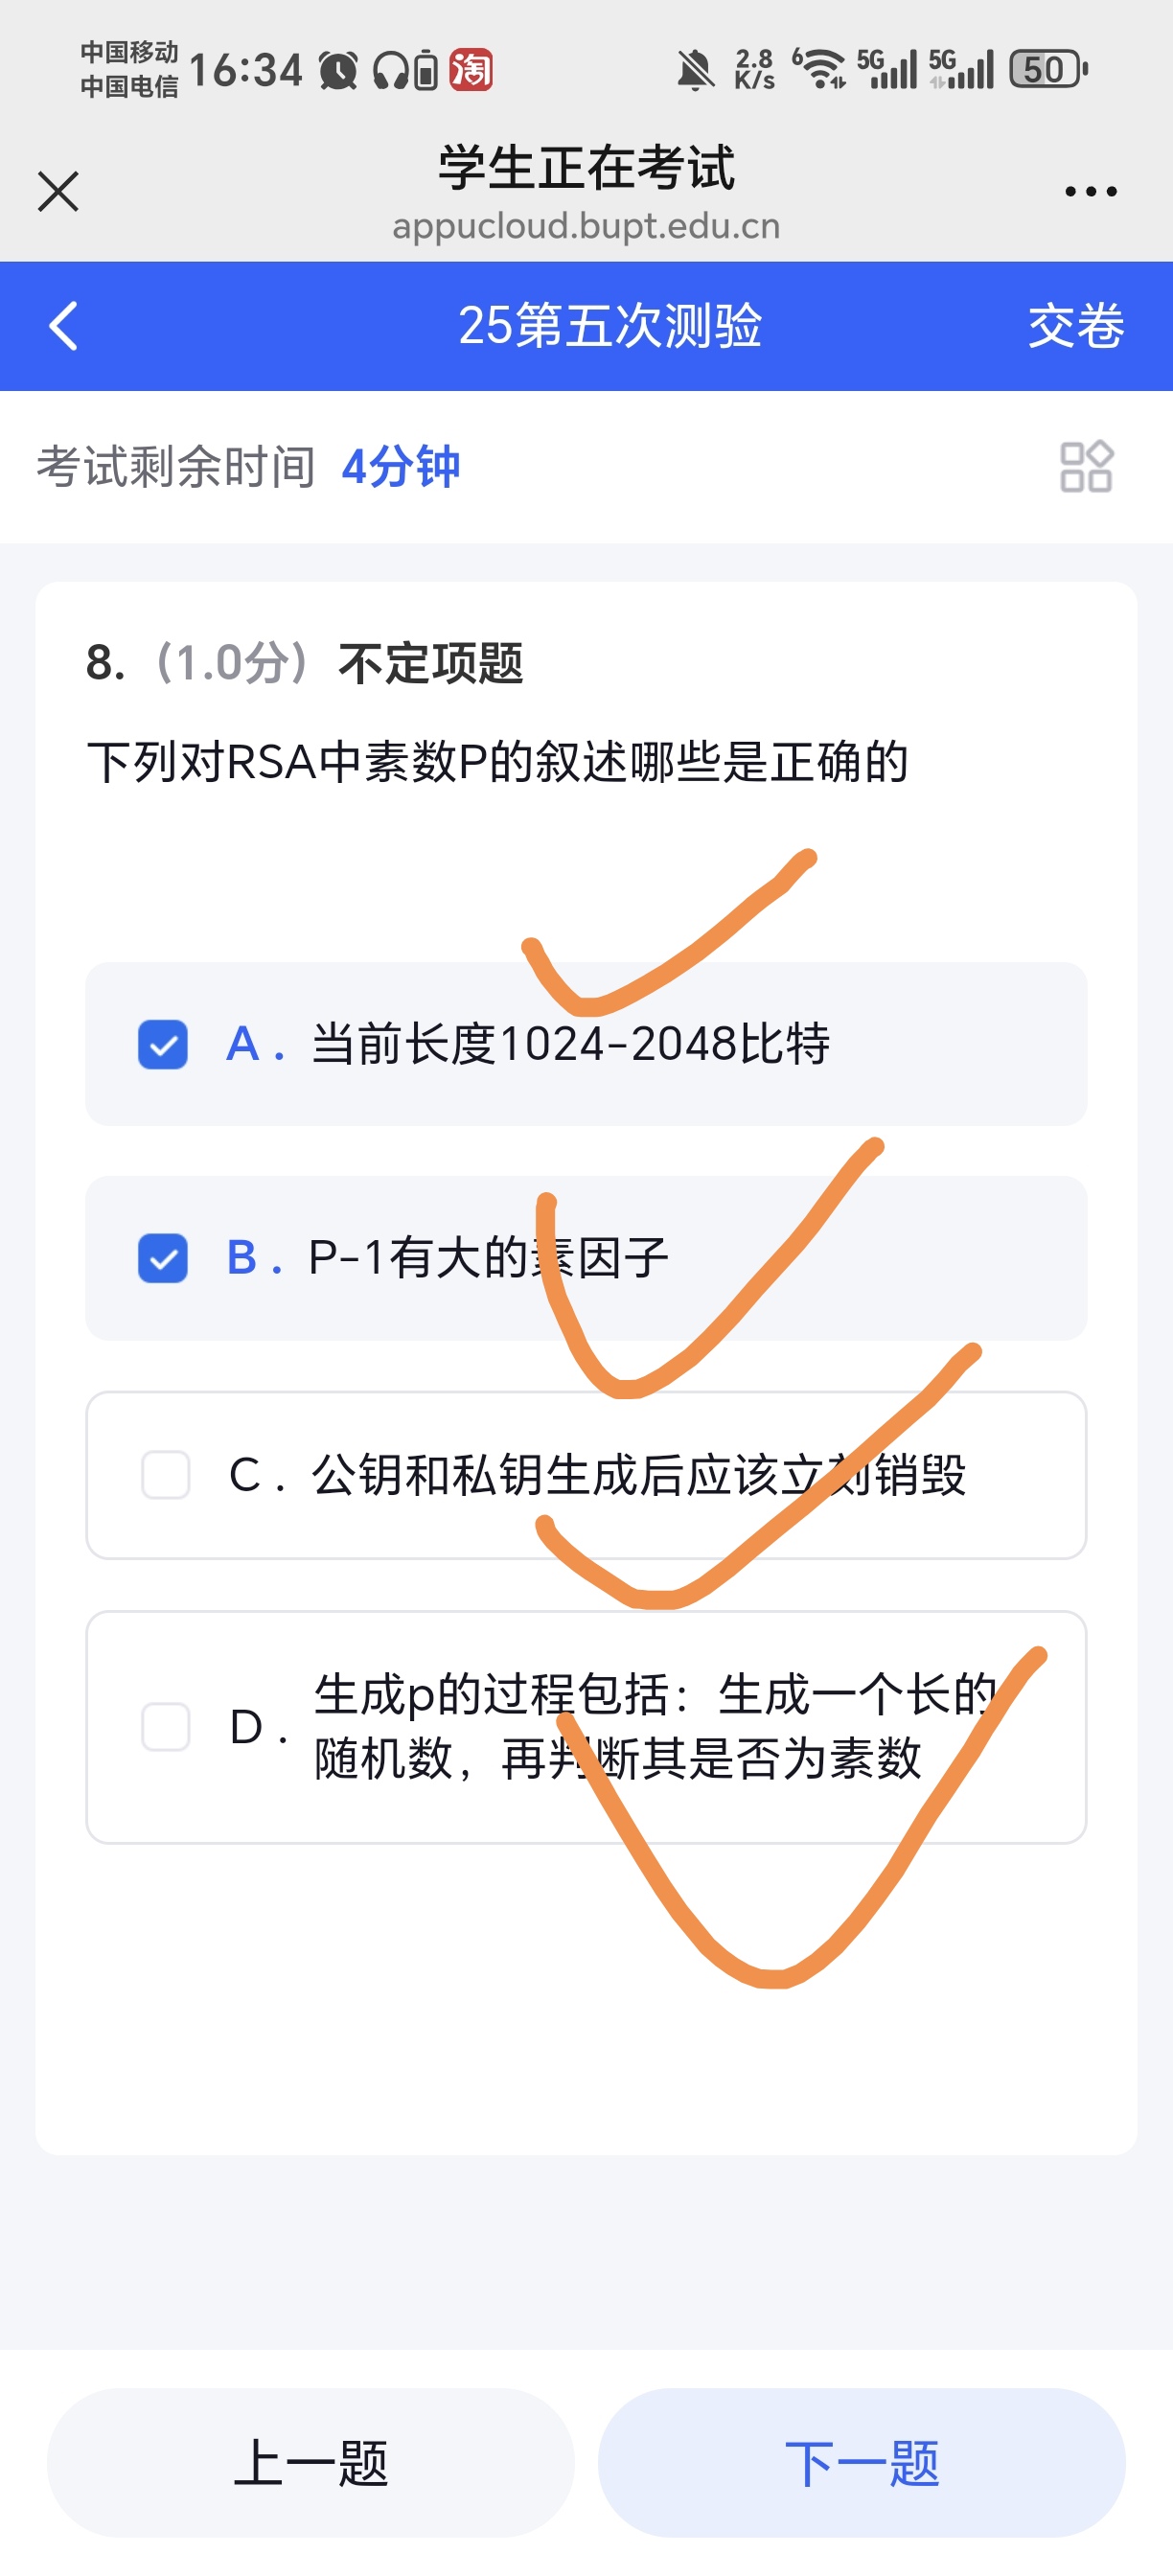 中国移动
中国电信
16:34
淘
2.8
K/s
6
5G
5G
50
学生正在考试
appucloud.bupt.edu.cn
25第五次测验
交卷
考试剩余时间 4分钟
8. (1.0分) 不定项题
下列对RSA中素数P的叙述哪些是正确的
A. 当前长度1024-2048比特
B. P-1有大的素因子
C. 公钥和私钥生成后应该立刻销毁
D. 生成p的过程包括：生成一个长的
随机数，再判断其是否为素数
上一题
下一题